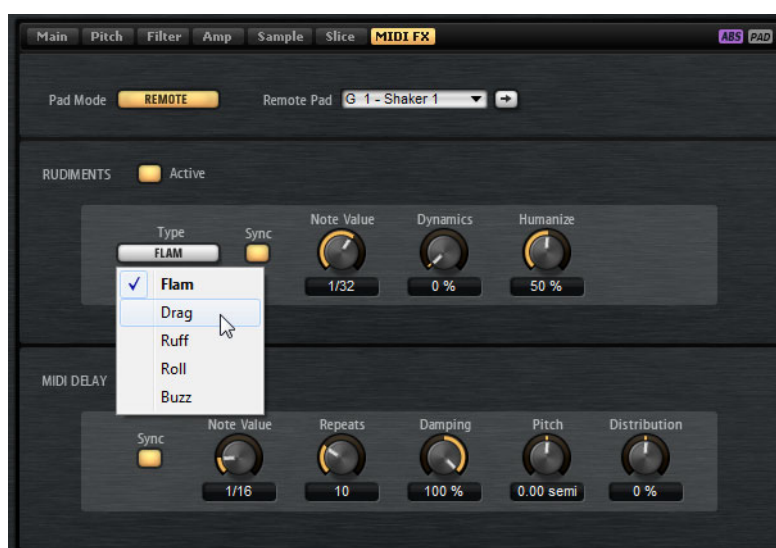 Main Pitch Filter Amp Sample Slice MIDI FX ABS PAD
Pad Mode REMOTE Remote Pad G 1 - Shaker 1
RUDIMENTS Active
Type Sync Note Value Dynamics Humanize
FLAM
1/32 0 % 50 %
Flam
Drag
Ruff
Roll
Buzz
MIDI DELAY
Sync Note Value Repeats Damping Pitch Distribution
1/16 10 100 % 0.00 semi 0 %